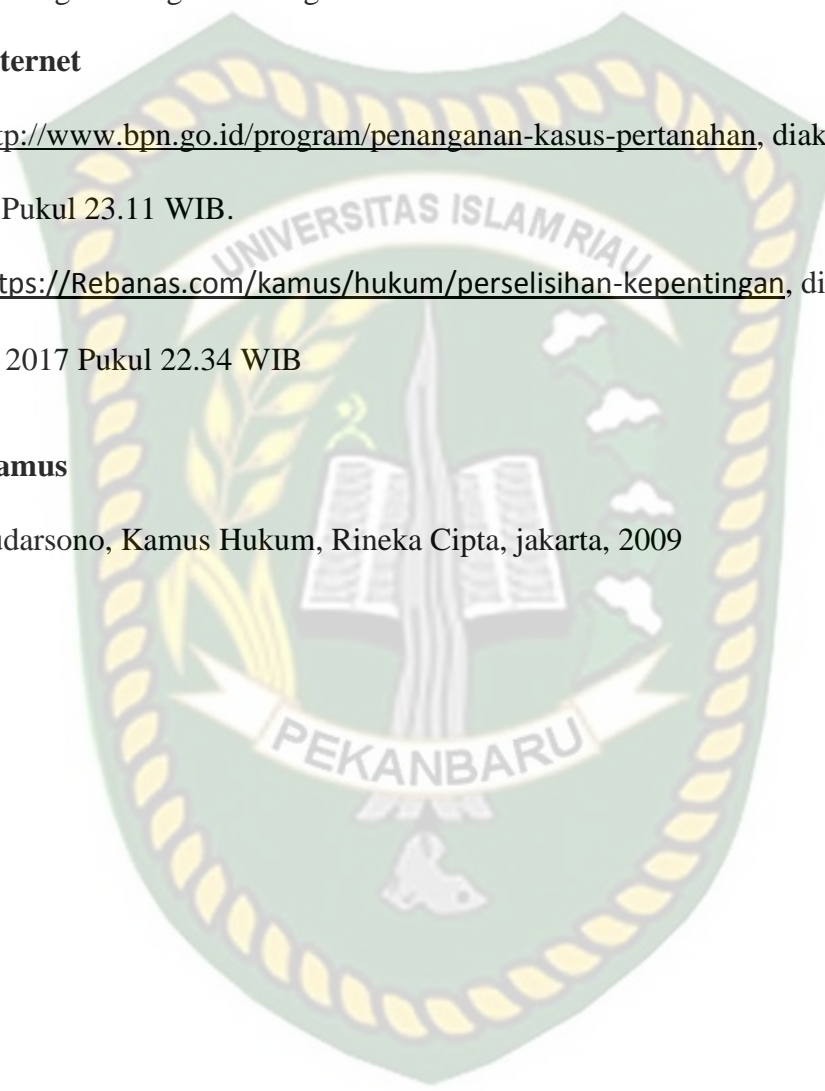 ternet
tp://www.bpn.go.id/program/penanganan-kasus-pertanahan, diak
Pukul 23.11 WIB.
UNIVERSITAS ISLAM RIAU
tps://Rebanas.com/kamus/hukum/perselisihan-kepentingan, di
2017 Pukul 22.34 WIB
amus
udarsono, Kamus Hukum, Rineka Cipta, jakarta, 2009
PEKANBARU